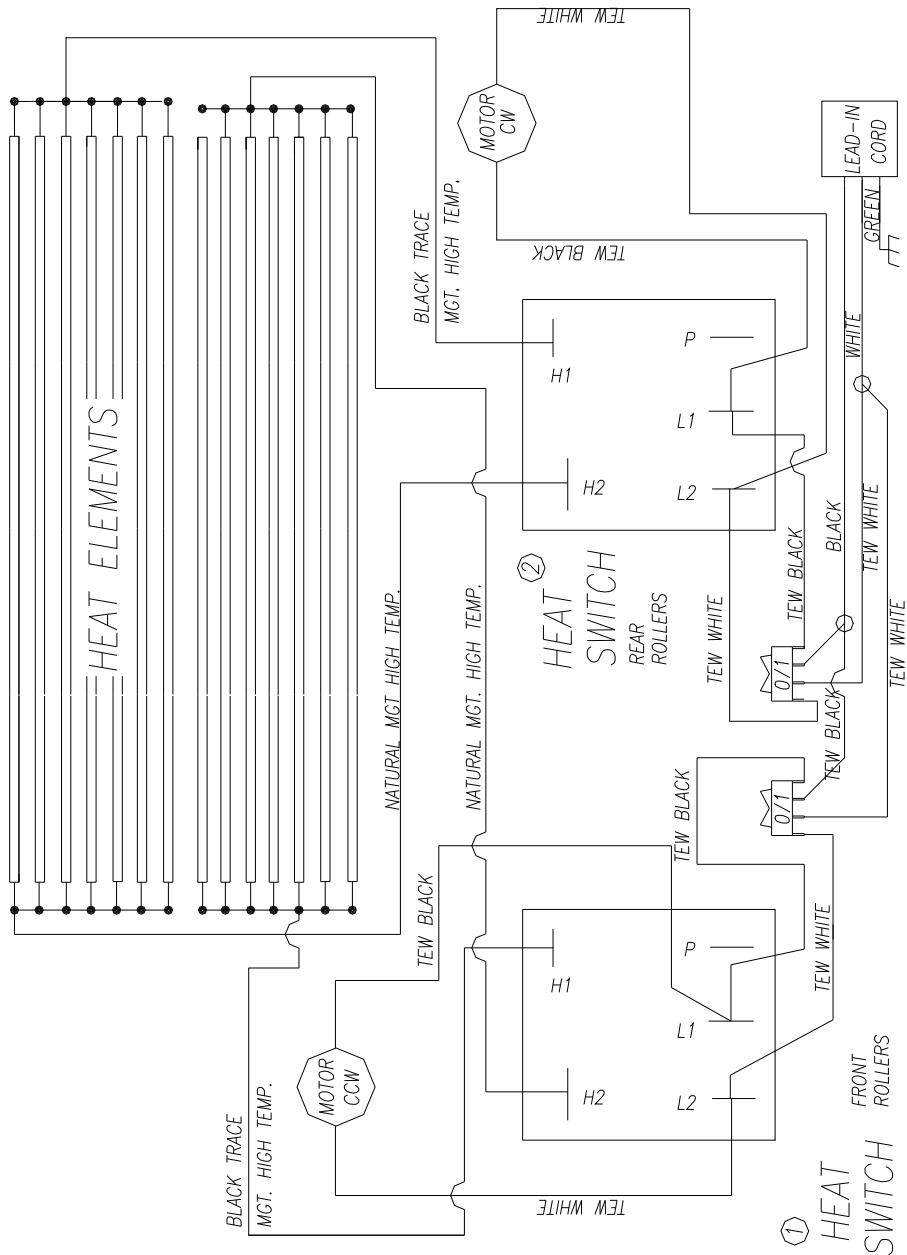 HEAT ELEMENTS
BLACK TRACE
MGT. HIGH TEMP.
MOTOR
CCW
TEW BLACK
TEW WHITE
NATURAL MGT HIGH TEMP.
NATURAL MGT. HIGH TEMP.
BLACK TRACE
MGT. HIGH TEMP.
MOTOR
CW
TEW WHITE
TEW BLACK
H1
H2
P
L1
L2
1
HEAT
SWITCH
FRONT
ROLLERS
H1
H2
P
L1
L2
2
HEAT
SWITCH
REAR
ROLLERS
TEW BLACK
TEW WHITE
0/1
TEW BLACK
TEW WHITE
0/1
TEW BLACK
TEW WHITE
BLACK
TEW WHITE
WHITE
GREEN
LEAD-IN
CORD